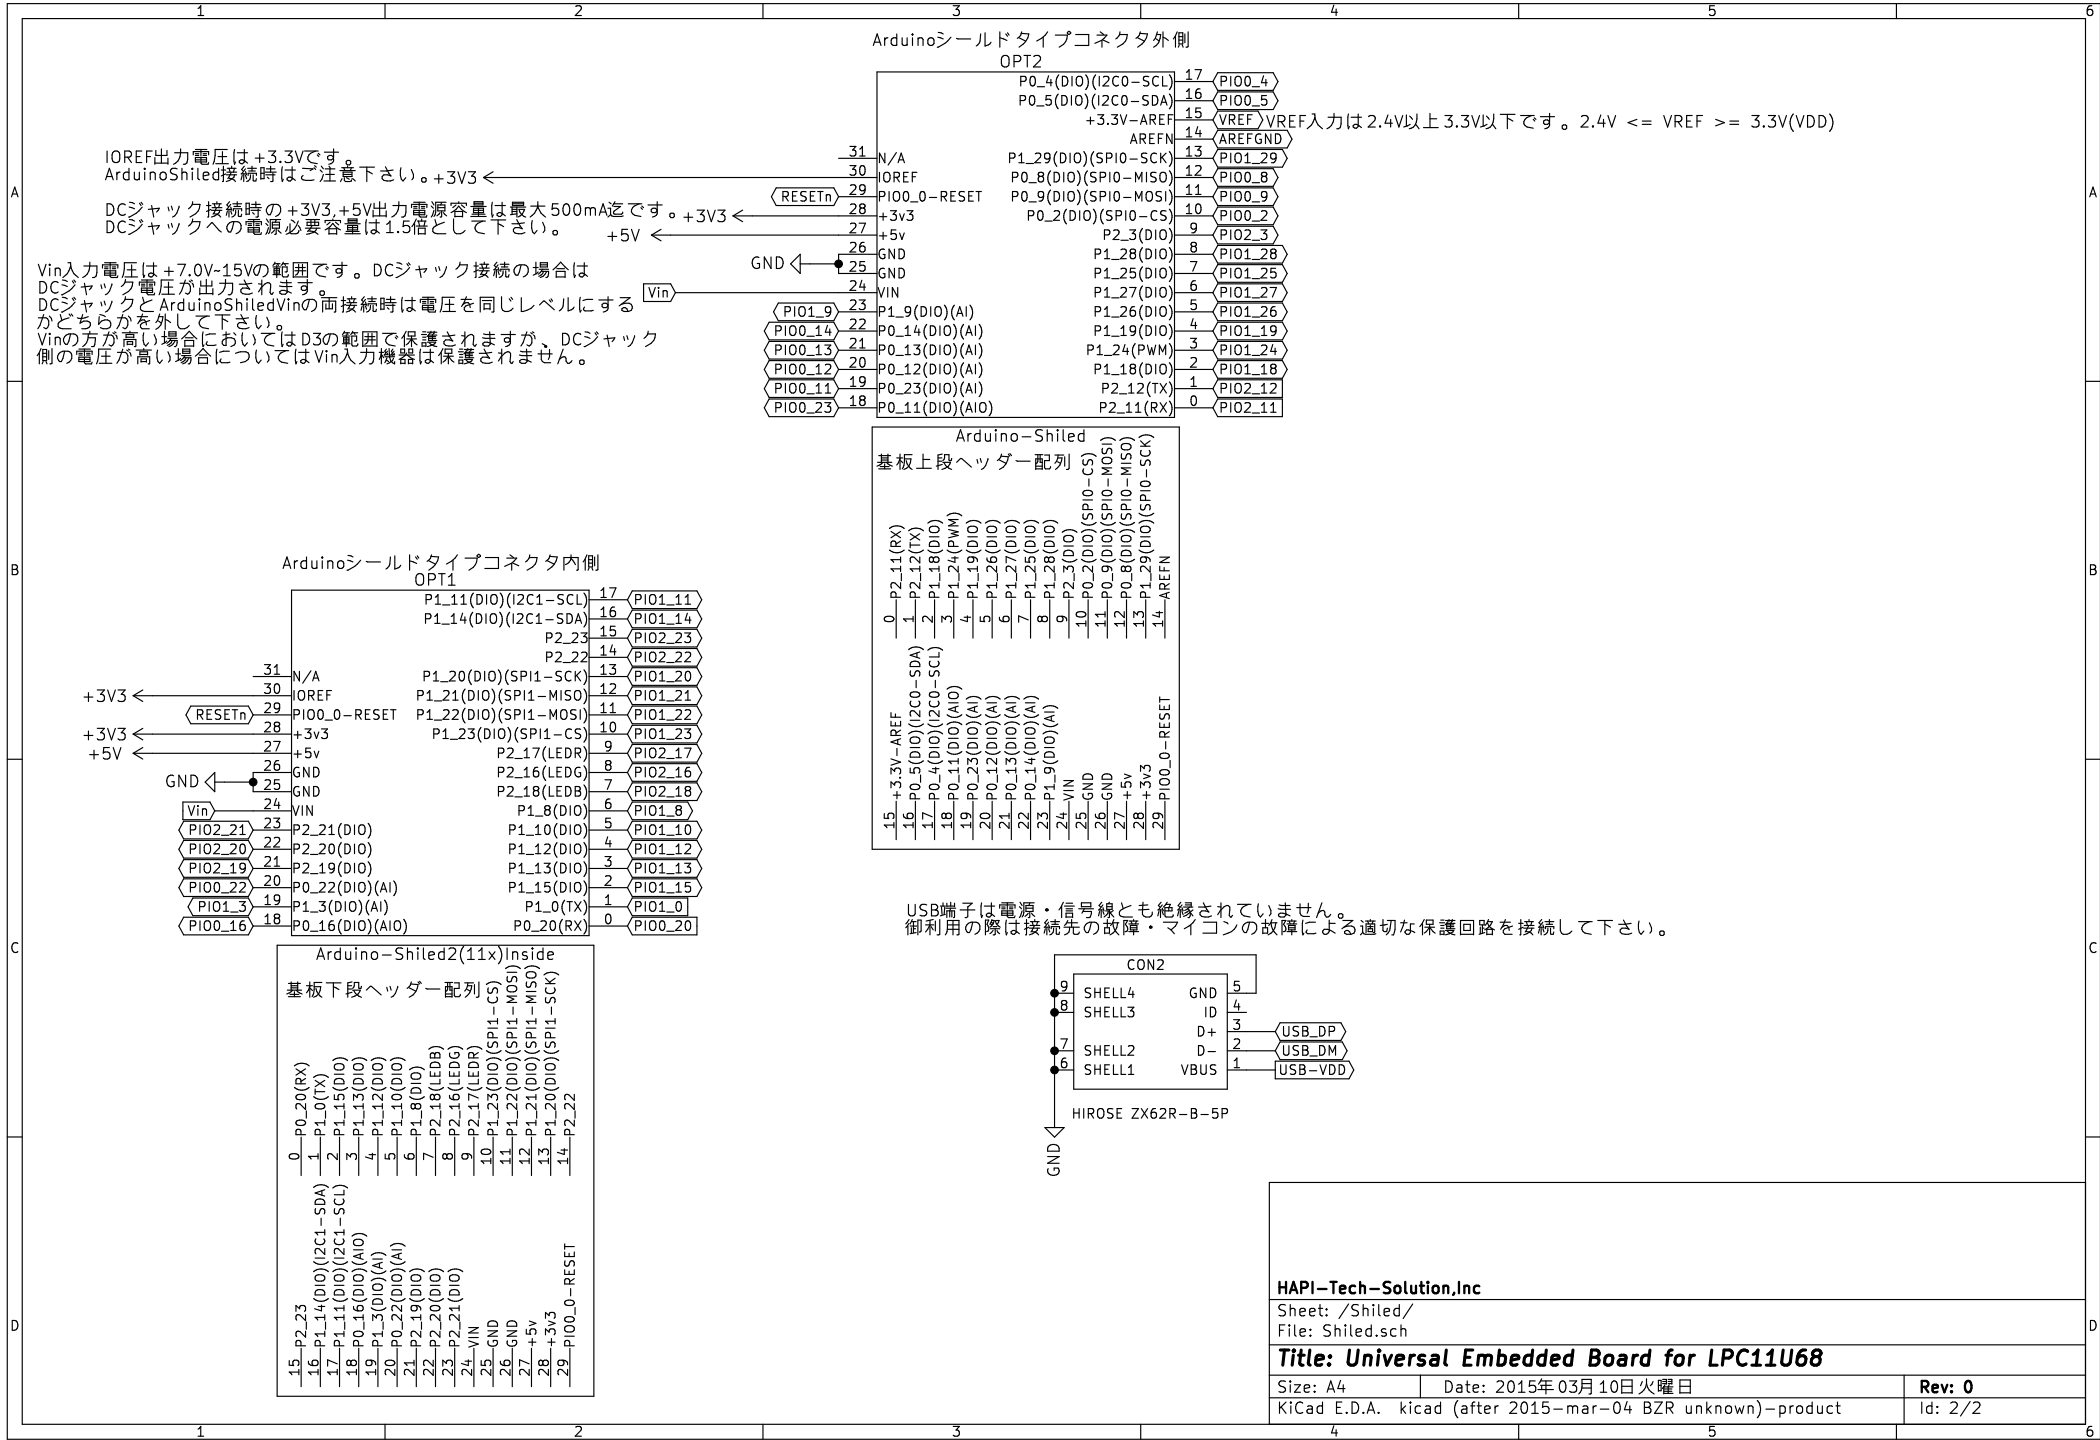 1 2 3 4 5 6
Arduinoシールドタイプコネクタ外側
OPT2
P0_4(DIO)(I2C0-SCL) 17 PIO0_4
P0_5(DIO)(I2C0-SDA) 16 PIO0_5
+3.3V-AREF 15 VREF VREF入力は2.4V以上3.3V以下です。2.4V <= VREF >= 3.3V(VDD)
AREFN 14 AREFGND
P1_29(DIO)(SPI0-SCK) 13 PIO1_29
P0_8(DIO)(SPI0-MISO) 12 PIO0_8
P0_9(DIO)(SPI0-MOSI) 11 PIO0_9
P0_2(DIO)(SPI0-CS) 10 PIO0_2
P2_3(DIO) 9 PIO2_3
P1_28(DIO) 8 PIO1_28
P1_25(DIO) 7 PIO1_25
P1_27(DIO) 6 PIO1_27
P1_26(DIO) 5 PIO1_26
P1_19(DIO) 4 PIO1_19
P1_24(PWM) 3 PIO1_24
P1_18(DIO) 2 PIO1_18
P2_12(TX) 1 PIO2_12
P2_11(RX) 0 PIO2_11
IOREF出力電圧は+3.3Vです。
ArduinoShiled接続時はご注意下さい。
DCジャック接続時の+3V3,+5V出力電源容量は最大500mA迄です。
DCジャックへの電源必要容量は1.5倍として下さい。
Vin入力電圧は+7.0V~15Vの範囲です。DCジャック接続の場合は
DCジャック電圧が出力されます。
DCジャックとArduinoShiledVinの両接続時は電圧を同じレベルにする
かどちらかを外して下さい。
Vinの方が高い場合においてはD3の範囲で保護されますが、DCジャック
側の電圧が高い場合についてはVin入力機器は保護されません。
31 N/A
+3V3 30 IOREF
RESETn 29 PIO0_0-RESET
+3V3 28 +3v3
+5V 27 +5v
26 GND
GND 25 GND
Vin 24 VIN
PIO1_9 23 P1_9(DIO)(AI)
PIO0_14 22 P0_14(DIO)(AI)
PIO0_13 21 P0_13(DIO)(AI)
PIO0_12 20 P0_12(DIO)(AI)
PIO0_11 19 P0_23(DIO)(AI)
PIO0_23 18 P0_11(DIO)(AIO)
Arduino-Shiled
基板上段ヘッダー配列
0 P2_11(RX)
1 P2_12(TX)
2 P1_18(DIO)
3 P1_24(PWM)
4 P1_19(DIO)
5 P1_26(DIO)
6 P1_27(DIO)
7 P1_25(DIO)
8 P1_28(DIO)
9 P2_3(DIO)
10 P0_2(DIO)(SPI0-CS)
11 P0_9(DIO)(SPI0-MOSI)
12 P0_8(DIO)(SPI0-MISO)
13 P1_29(DIO)(SPI0-SCK)
14 AREFN
15 +3.3V-AREF
16 P0_5(DIO)(I2C0-SDA)
17 P0_4(DIO)(I2C0-SCL)
18 P0_11(DIO)(AIO)
19 P0_23(DIO)(AI)
20 P0_12(DIO)(AI)
21 P0_13(DIO)(AI)
22 P0_14(DIO)(AI)
23 P1_9(DIO)(AI)
24 VIN
25 GND
26 GND
27 +5v
28 +3v3
29 PIO0_0-RESET
Arduinoシールドタイプコネクタ内側
OPT1
P1_11(DIO)(I2C1-SCL) 17 PIO1_11
P1_14(DIO)(I2C1-SDA) 16 PIO1_14
P2_23 15 PIO2_23
P2_22 14 PIO2_22
P1_20(DIO)(SPI1-SCK) 13 PIO1_20
P1_21(DIO)(SPI1-MISO) 12 PIO1_21
P1_22(DIO)(SPI1-MOSI) 11 PIO1_22
P1_23(DIO)(SPI1-CS) 10 PIO1_23
P2_17(LEDR) 9 PIO2_17
P2_16(LEDG) 8 PIO2_16
P2_18(LEDB) 7 PIO2_18
P1_8(DIO) 6 PIO1_8
P1_10(DIO) 5 PIO1_10
P1_12(DIO) 4 PIO1_12
P1_13(DIO) 3 PIO1_13
P1_15(DIO) 2 PIO1_15
P1_0(TX) 1 PIO1_0
P0_20(RX) 0 PIO0_20
31 N/A
+3V3 30 IOREF
RESETn 29 PIO0_0-RESET
+3V3 28 +3v3
+5V 27 +5v
26 GND
GND 25 GND
Vin 24 VIN
PIO2_21 23 P2_21(DIO)
PIO2_20 22 P2_20(DIO)
PIO2_19 21 P2_19(DIO)
PIO0_22 20 P0_22(DIO)(AI)
PIO1_3 19 P1_3(DIO)(AI)
PIO0_16 18 P0_16(DIO)(AIO)
Arduino-Shiled2(11x)Inside
基板下段ヘッダー配列
0 P0_20(RX)
1 P1_0(TX)
2 P1_15(DIO)
3 P1_13(DIO)
4 P1_12(DIO)
5 P1_10(DIO)
6 P1_8(DIO)
7 P2_18(LEDB)
8 P2_16(LEDG)
9 P2_17(LEDR)
10 P1_23(DIO)(SPI1-CS)
11 P1_22(DIO)(SPI1-MOSI)
12 P1_21(DIO)(SPI1-MISO)
13 P1_20(DIO)(SPI1-SCK)
14 P2_22
15 P2_23
16 P1_14(DIO)(I2C1-SDA)
17 P1_11(DIO)(I2C1-SCL)
18 P0_16(DIO)(AIO)
19 P1_3(DIO)(AI)
20 P0_22(DIO)(AI)
21 P2_19(DIO)
22 P2_20(DIO)
23 P2_21(DIO)
24 VIN
25 GND
26 GND
27 +5v
28 +3v3
29 PIO0_0-RESET
USB端子は電源・信号線とも絶縁されていません。
御利用の際は接続先の故障・マイコンの故障による適切な保護回路を接続して下さい。
CON2
9 SHELL4 GND 5
8 SHELL3 ID 4
D+ 3 USB_DP
7 SHELL2 D- 2 USB_DM
6 SHELL1 VBUS 1 USB-VDD
HIROSE ZX62R-B-5P
GND
HAPI-Tech-Solution,Inc
Sheet: /Shiled/
File: Shiled.sch
Title: Universal Embedded Board for LPC11U68
Size: A4 Date: 2015年03月10日火曜日 Rev: 0
KiCad E.D.A. kicad (after 2015-mar-04 BZR unknown)-product Id: 2/2
A A
B B
C C
D D
1 2 3 4 5 6